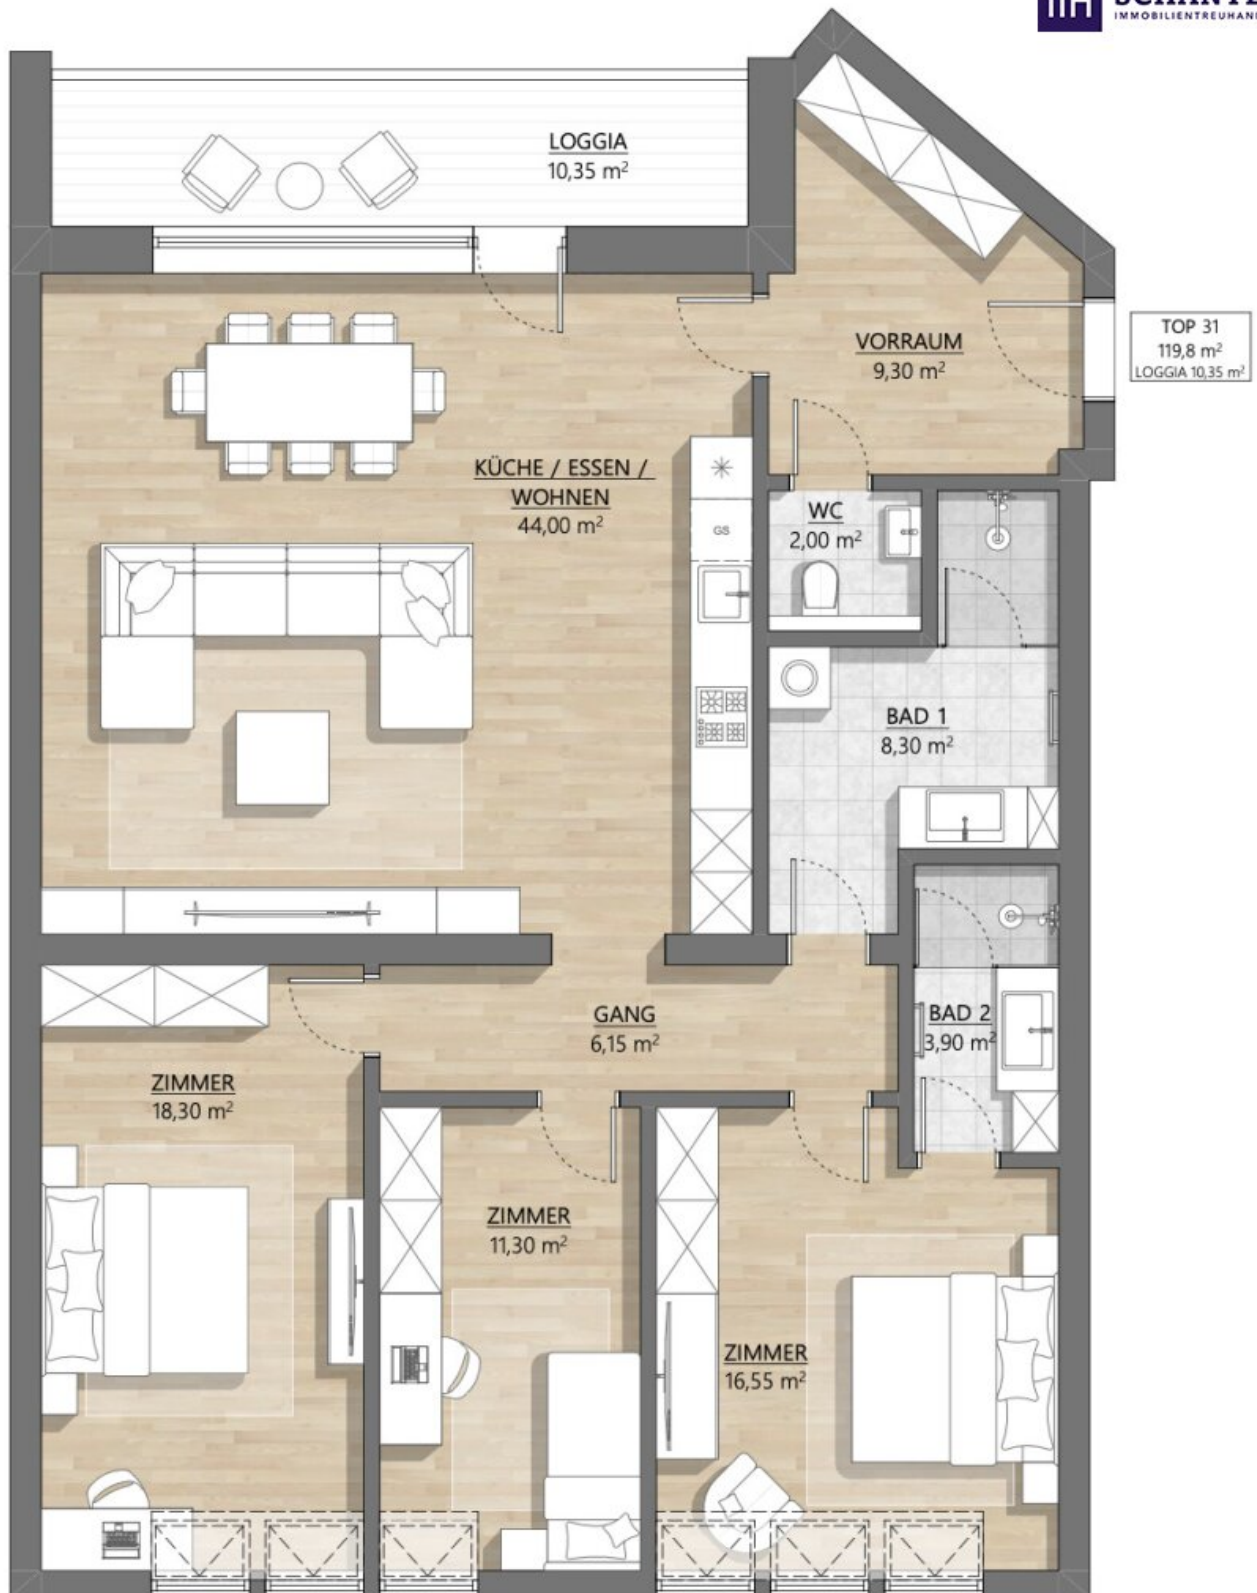 IMMOBILIENTREUHAND
LOGGIA
10,35 m²
TOP 31
119,8 m²
LOGGIA 10,35 m²
VORRAUM
9,30 m²
KÜCHE / ESSEN /
WOHNEN
44,00 m²
GS
WC
2,00 m²
BAD 1
8,30 m²
GANG
6,15 m²
BAD 2
3,90 m²
ZIMMER
18,30 m²
ZIMMER
11,30 m²
ZIMMER
16,55 m²